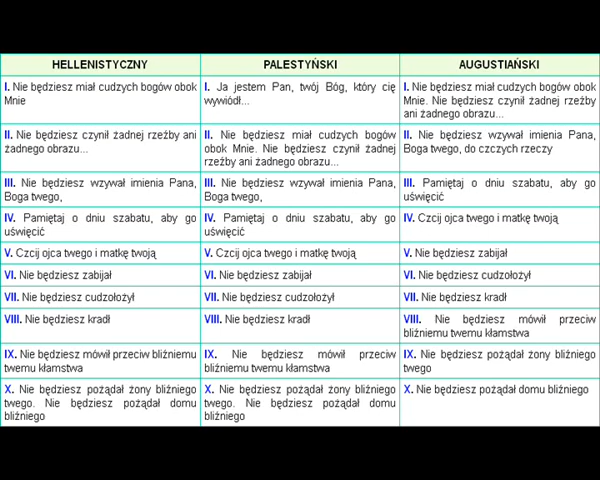 HELLENISTYCZNY
PALESTYŃSKI
AUGUSTIAŃSKI
I. Nie będziesz miał cudzych bogów obok
Mnie
I. Ja jestem Pan, twój Bóg, który cię
wywiódł...
I. Nie będziesz miał cudzych bogów obok
Mnie. Nie będziesz czynił żadnej rzeźby
ani żadnego obrazu...
II. Nie będziesz czynił żadnej rzeźby ani
żadnego obrazu...
II. Nie będziesz miał cudzych bogów
obok Mnie. Nie będziesz czynił żadnej
rzeźby ani żadnego obrazu...
II. Nie będziesz wzywał imienia Pana,
Boga twego, do czczych rzeczy
III. Nie będziesz wzywał imienia Pana,
Boga twego,
III. Nie będziesz wzywał imienia Pana,
Boga twego,
III. Pamiętaj o dniu szabatu, aby go
uświęcić
IV. Pamiętaj o dniu szabatu, aby go
uświęcić
IV. Pamiętaj o dniu szabatu, aby go
uświęcić
IV. Czcij ojca twego i matkę twoją
V. Czcij ojca twego i matkę twoją
V. Czcij ojca twego i matkę twoją
V. Nie będziesz zabijał
VI. Nie będziesz zabijał
VI. Nie będziesz zabijał
VI. Nie będziesz cudzołożył
VII. Nie będziesz cudzołożył
VII. Nie będziesz cudzołożył
VII. Nie będziesz kradł
VIII. Nie będziesz kradł
VIII. Nie będziesz kradł
VIII. Nie będziesz mówił przeciw
bliźniemu twemu kłamstwa
IX. Nie będziesz mówił przeciw bliźniemu
twemu kłamstwa
IX. Nie będziesz mówił przeciw
bliźniemu twemu kłamstwa
IX. Nie będziesz pożądał żony bliźniego
twego
X. Nie będziesz pożądał żony bliźniego
twego. Nie będziesz pożądał domu
bliźniego
X. Nie będziesz pożądał żony bliźniego
twego. Nie będziesz pożądał domu
bliźniego
X. Nie będziesz pożądał domu bliźniego